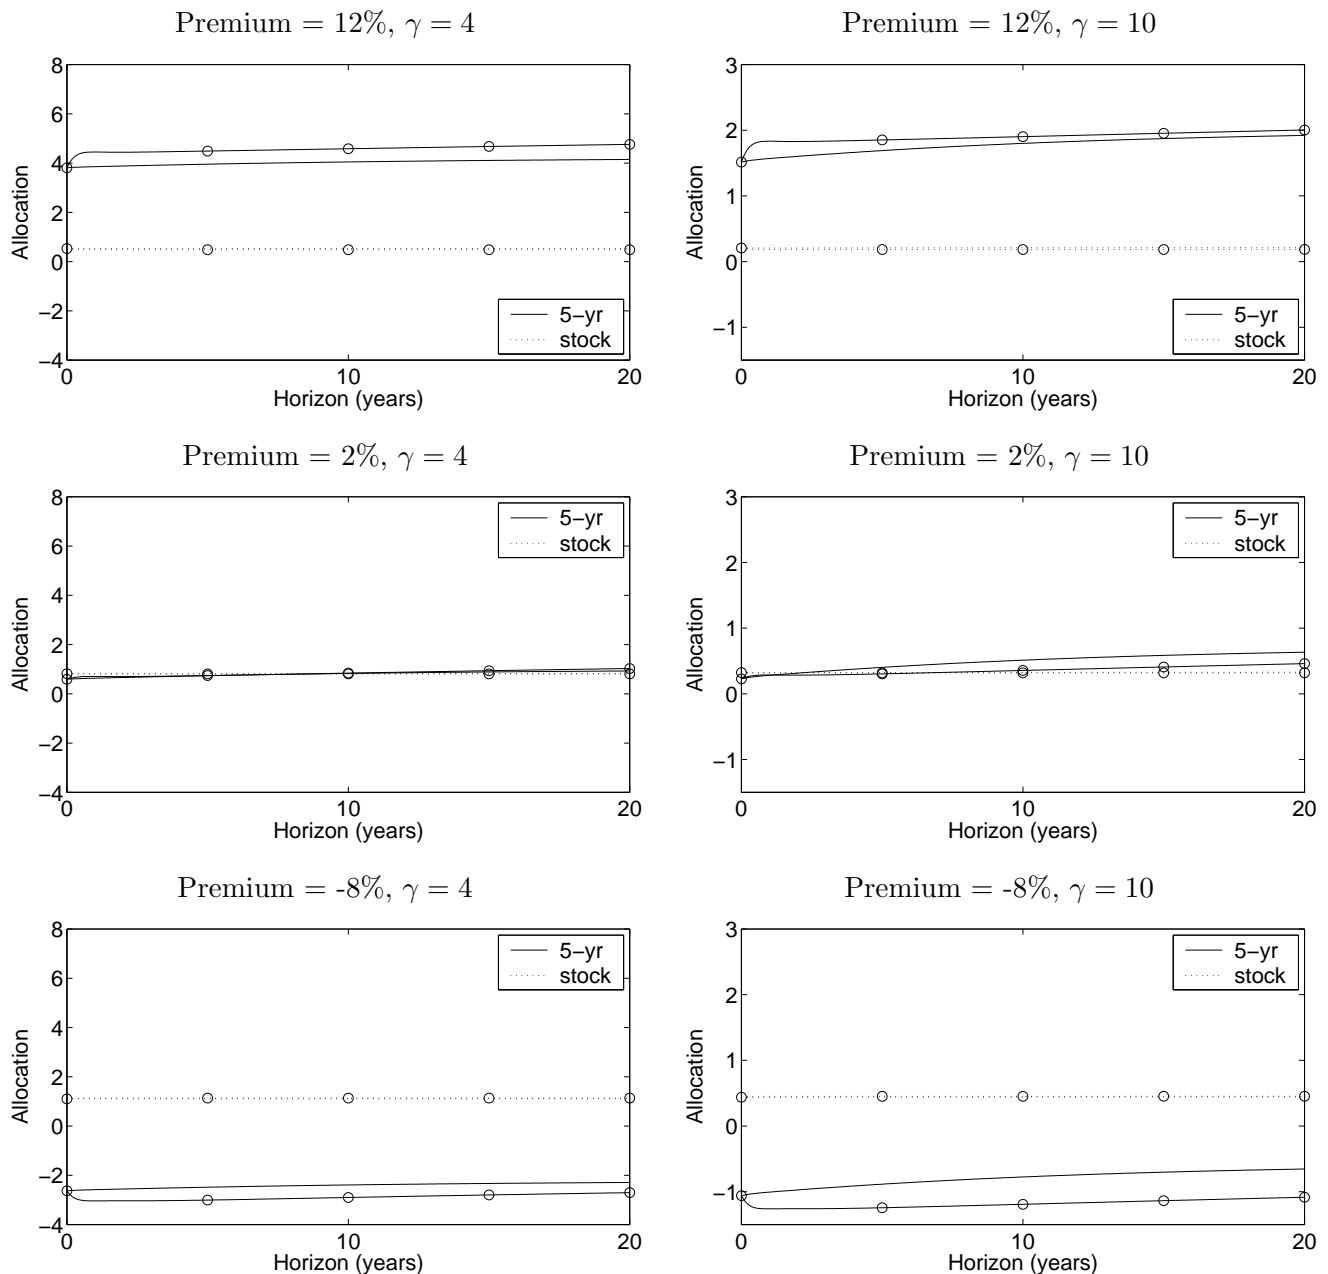 Premium = 12%, γ = 4
8
6
4
2
0
−2
−4
Allocation
0
10
20
Horizon (years)
5−yr
stock
Premium = 12%, γ = 10
3
2
1
0
−1
Allocation
0
10
20
Horizon (years)
5−yr
stock
Premium = 2%, γ = 4
8
6
4
2
0
−2
−4
Allocation
0
10
20
Horizon (years)
5−yr
stock
Premium = 2%, γ = 10
3
2
1
0
−1
Allocation
0
10
20
Horizon (years)
5−yr
stock
Premium = -8%, γ = 4
8
6
4
2
0
−2
−4
Allocation
0
10
20
Horizon (years)
5−yr
stock
Premium = -8%, γ = 10
3
2
1
0
−1
Allocation
0
10
20
Horizon (years)
5−yr
stock